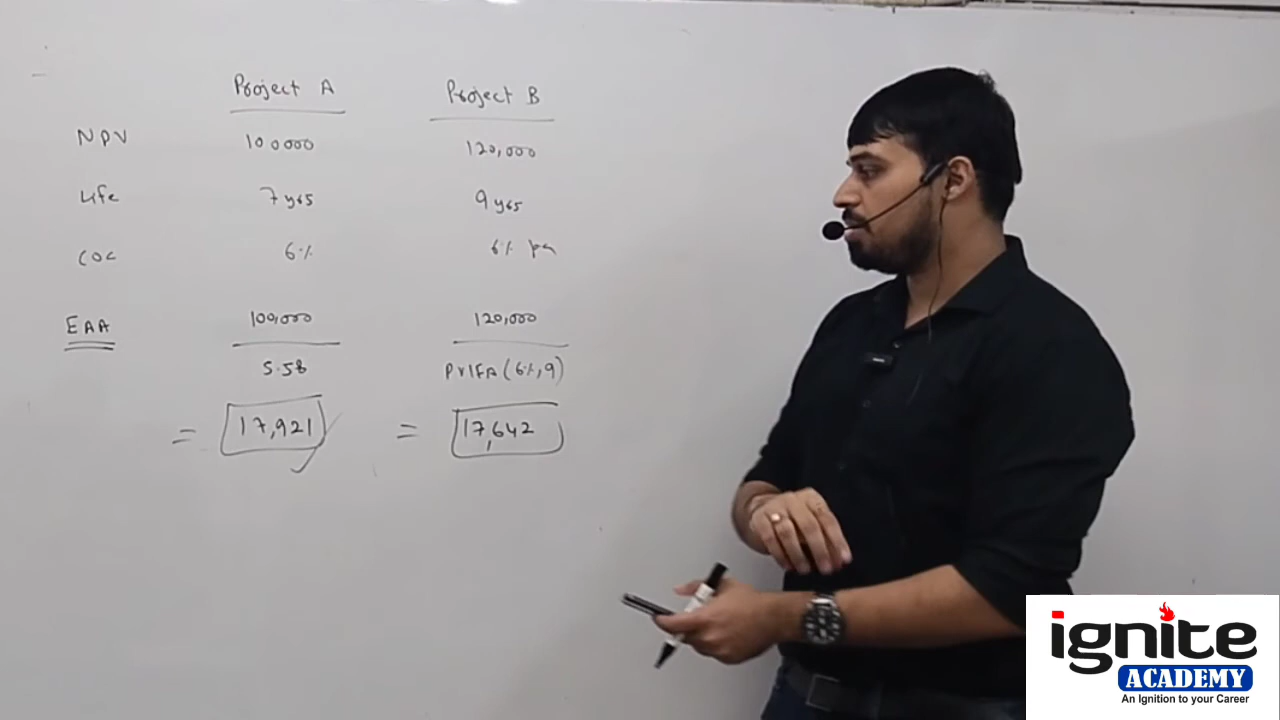 Project A Project B
NPV 100000 120,000
Life 7 yrs 9 yrs
COC 6% 6% pa
EAA 100,000 120,000
5.58 PVIFA (6%, 9)
= 17,921 = 17,642
ignite
ACADEMY
An Ignition to your Career